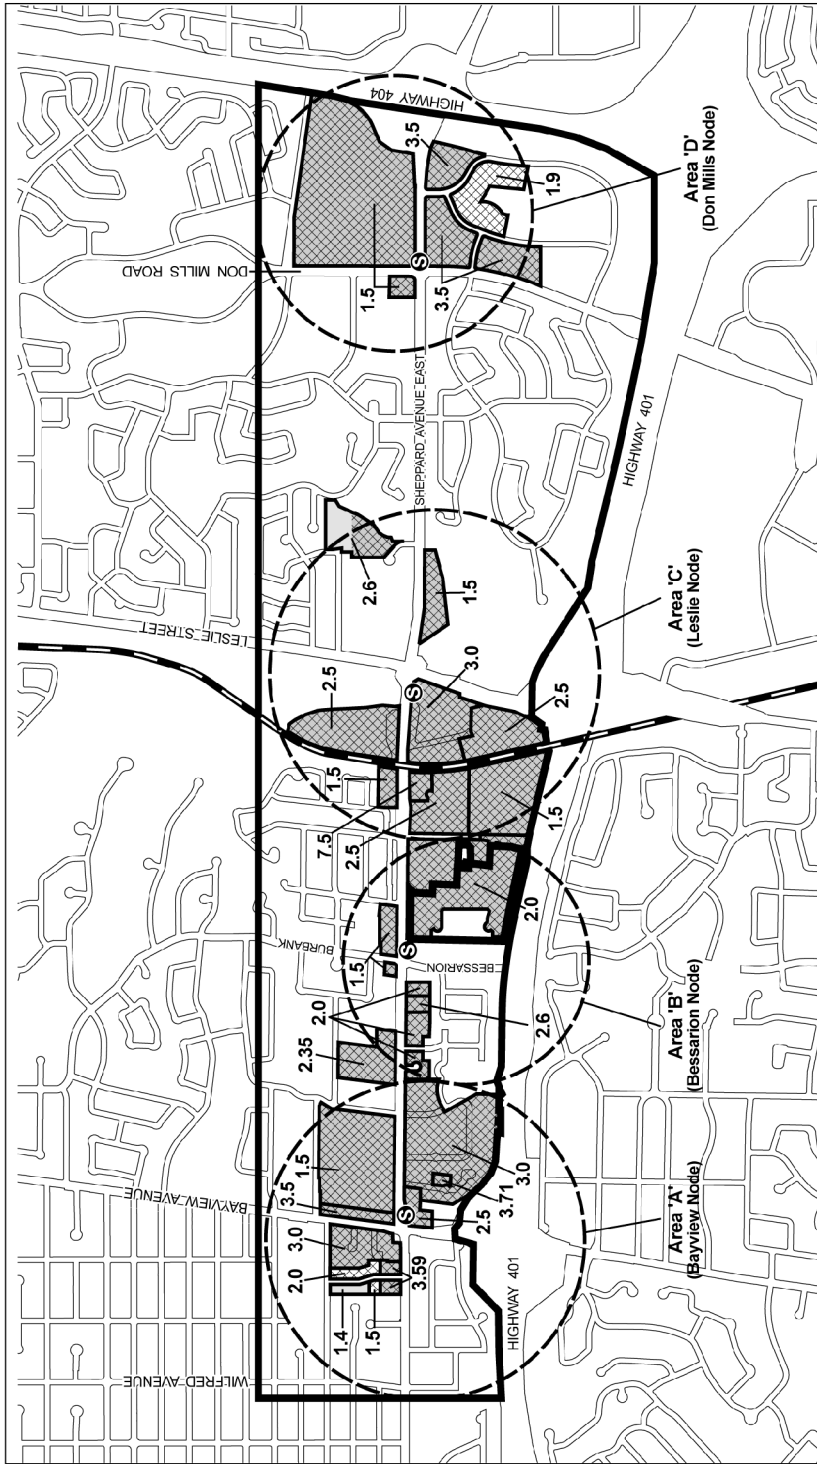 HIGHWAY 404
3.5
1.9
Area 'D'
(Don Mills Node)
DON MILLS ROAD
1.5
S
3.5
SHEPPARD AVENUE EAST
HIGHWAY 401
2.6
1.5
Area 'C'
(Leslie Node)
LESLIE STREET
2.5
S
3.0
2.5
1.5
7.5
2.5
1.5
2.0
BURBANK
S
BESSARION
1.5
2.0
2.6
2.35
Area 'B'
(Bessarion Node)
BAYVIEW AVENUE
1.5
3.5
3.0
3.71
S
2.5
3.0
2.0
3.59
1.4
1.5
Area 'A'
(Bayview Node)
HIGHWAY 401
WILFRED AVENUE